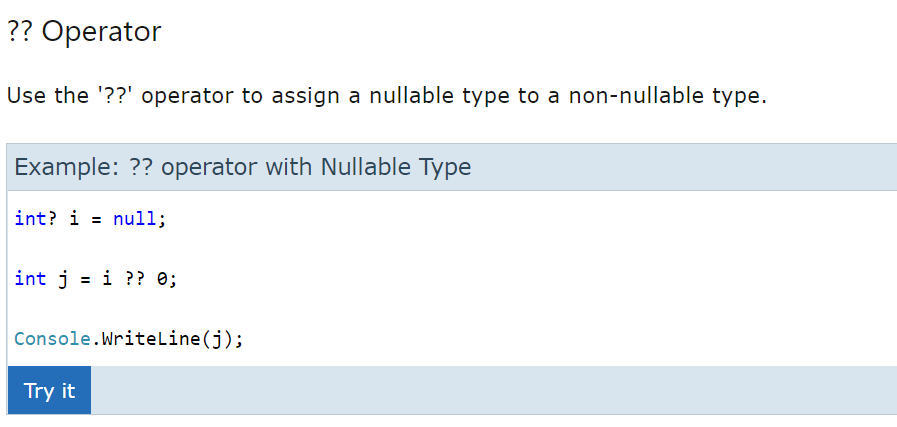 ?? Operator
Use the '??' operator to assign a nullable type to a non-nullable type.
Example: ?? operator with Nullable Type
int? i = null;
int j = i ?? 0;
Console.WriteLine(j);
Try it